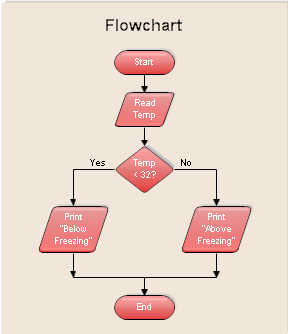 Flowchart
Start
Read
Temp
Temp
< 32?
Yes
No
Print
"Below
Freezing"
Print
"Above
Freezing"
End